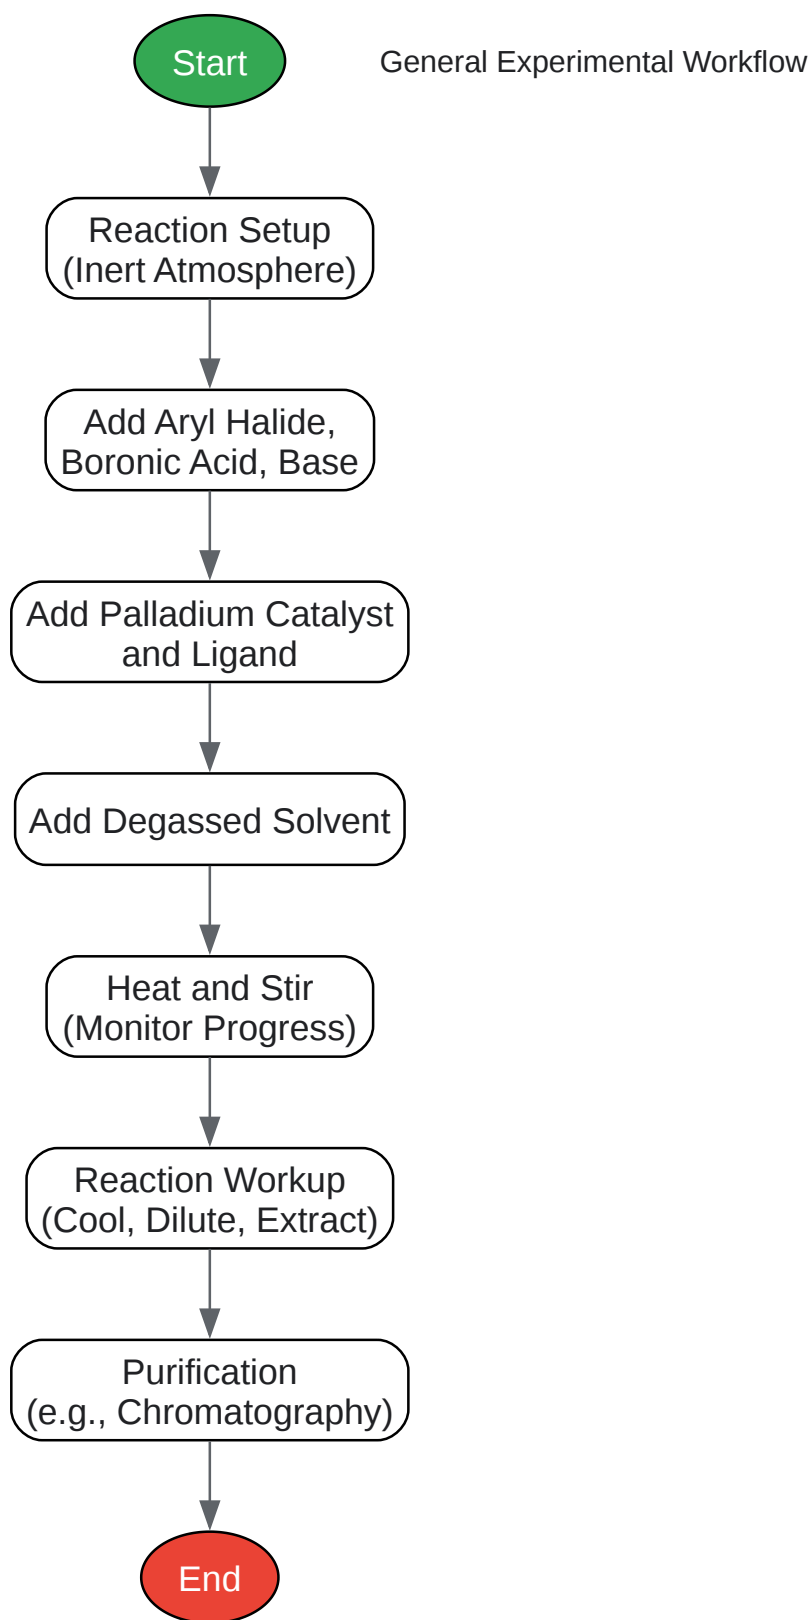 Start
General Experimental Workflow
Reaction Setup
(Inert Atmosphere)
Add Aryl Halide,
Boronic Acid, Base
Add Palladium Catalyst
and Ligand
Add Degassed Solvent
Heat and Stir
(Monitor Progress)
Reaction Workup
(Cool, Dilute, Extract)
Purification
(e.g., Chromatography)
End